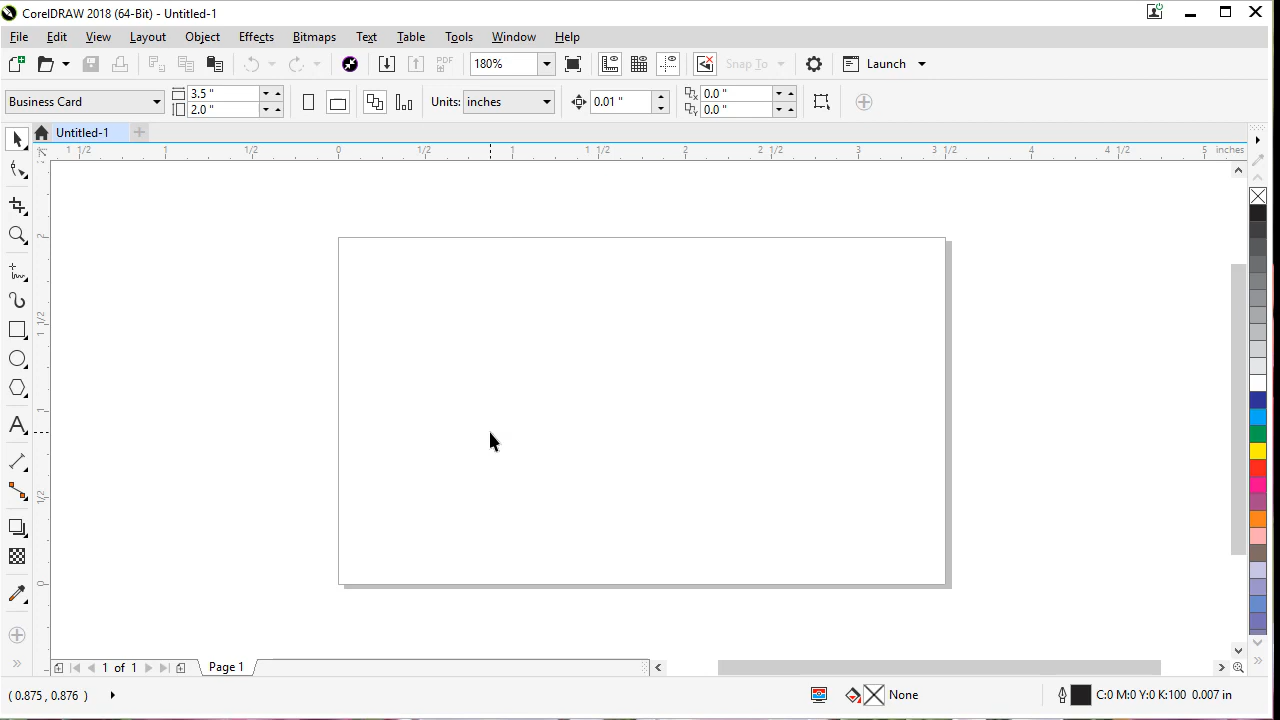 CorelDRAW 2018 (64-Bit) - Untitled-1
File Edit View Layout Object Effects Bitmaps Text Table Tools Window Help
PDF 180% Snap To Launch
Business Card 3.5 " 2.0 " Units: inches 0.01 " 0.0 " 0.0 "
Untitled-1
1 1/2 1 1/2 0 1/2 1 1 1/2 2 2 1/2 3 3 1/2 4 4 1/2 5 inches
2
1 1/2
1
1/2
0
1 of 1 Page 1
( 0.875 , 0.876 ) None C:0 M:0 Y:0 K:100 0.007 in